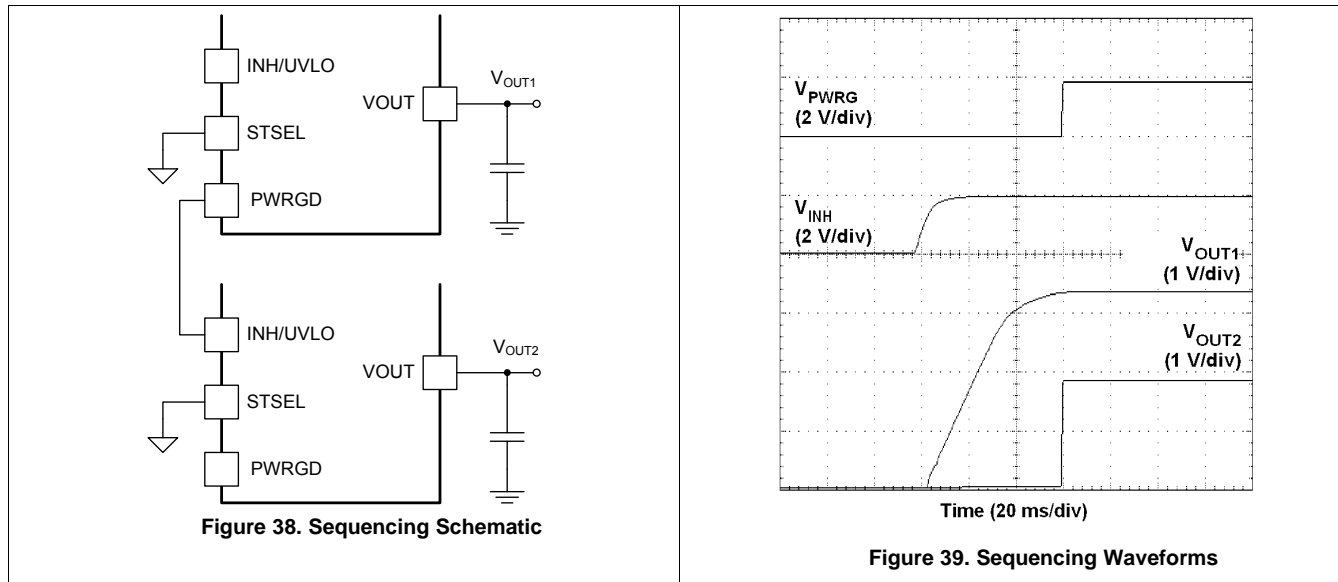 INH/UVLO
VOUT
VOUT1
STSEL
PWRGD
INH/UVLO
VOUT
VOUT2
STSEL
PWRGD
Figure 38. Sequencing Schematic
VPWRG
(2 V/div)
VINH
(2 V/div)
VOUT1
(1 V/div)
VOUT2
(1 V/div)
Time (20 ms/div)
Figure 39. Sequencing Waveforms